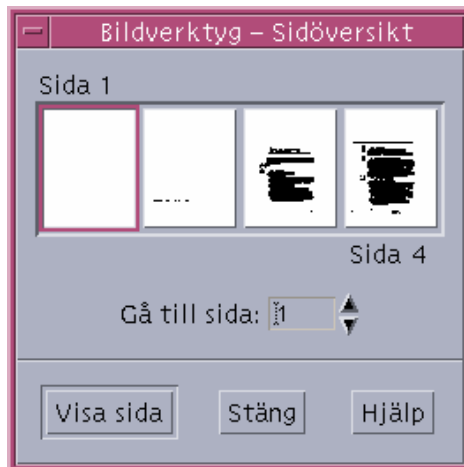 Bildverktyg – Sidöversikt
Sida 1
Sida 4
Gå till sida: 1
Visa sida
Stäng
Hjälp